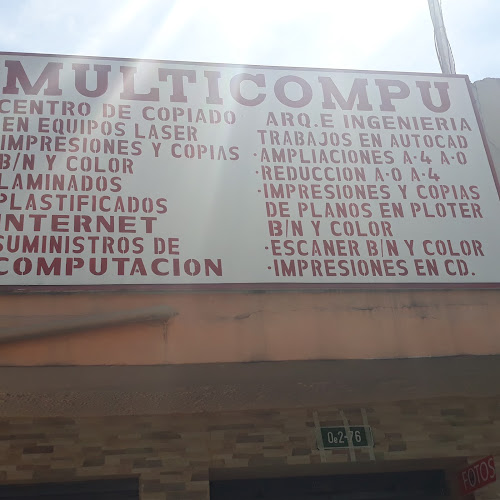 MULTICOMPU
CENTRO DE COPIADO
EN EQUIPOS LASER
IMPRESIONES Y COPIAS
B/N Y COLOR
LAMINADOS
PLASTIFICADOS
INTERNET
SUMINISTROS DE
COMPUTACION
ARQ.E INGENIERIA
TRABAJOS EN AUTOCAD
·AMPLIACIONES A·4 A·0
·REDUCCION A·0 A·4
·IMPRESIONES Y COPIAS
DE PLANOS EN PLOTER
B/N Y COLOR
·ESCANER B/N Y COLOR
·IMPRESIONES EN CD.
Oe2-76
FOTOS